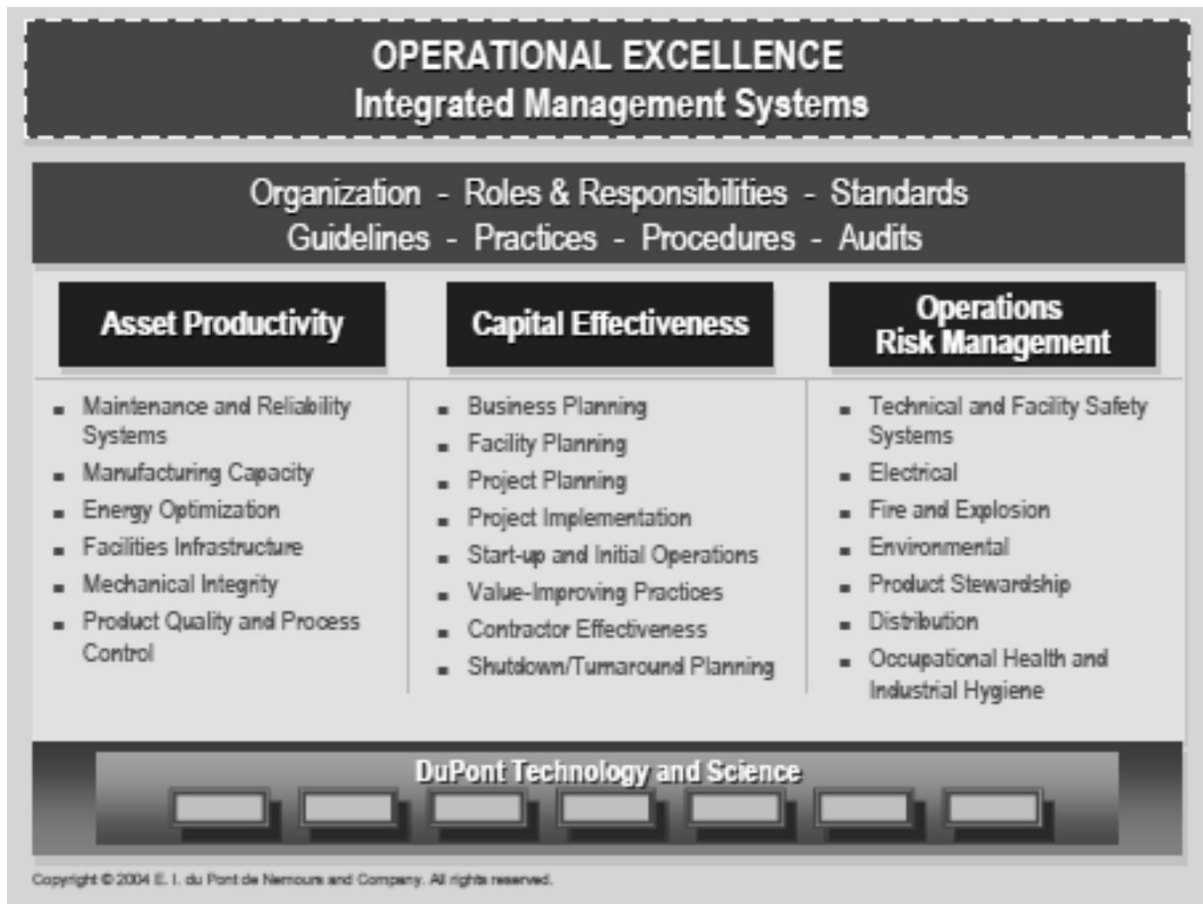 OPERATIONAL EXCELLENCE
Integrated Management Systems
Organization - Roles & Responsibilities - Standards
Guidelines - Practices - Procedures - Audits
Asset Productivity
▪ Maintenance and Reliability
Systems
▪ Manufacturing Capacity
▪ Energy Optimization
▪ Facilities Infrastructure
▪ Mechanical Integrity
▪ Product Quality and Process
Control
Capital Effectiveness
▪ Business Planning
▪ Facility Planning
▪ Project Planning
▪ Project Implementation
▪ Start-up and Initial Operations
▪ Value-Improving Practices
▪ Contractor Effectiveness
▪ Shutdown/Turnaround Planning
Operations
Risk Management
▪ Technical and Facility Safety
Systems
▪ Electrical
▪ Fire and Explosion
▪ Environmental
▪ Product Stewardship
▪ Distribution
▪ Occupational Health and
Industrial Hygiene
DuPont Technology and Science
Copyright © 2004 E. I. du Pont de Nemours and Company. All rights reserved.